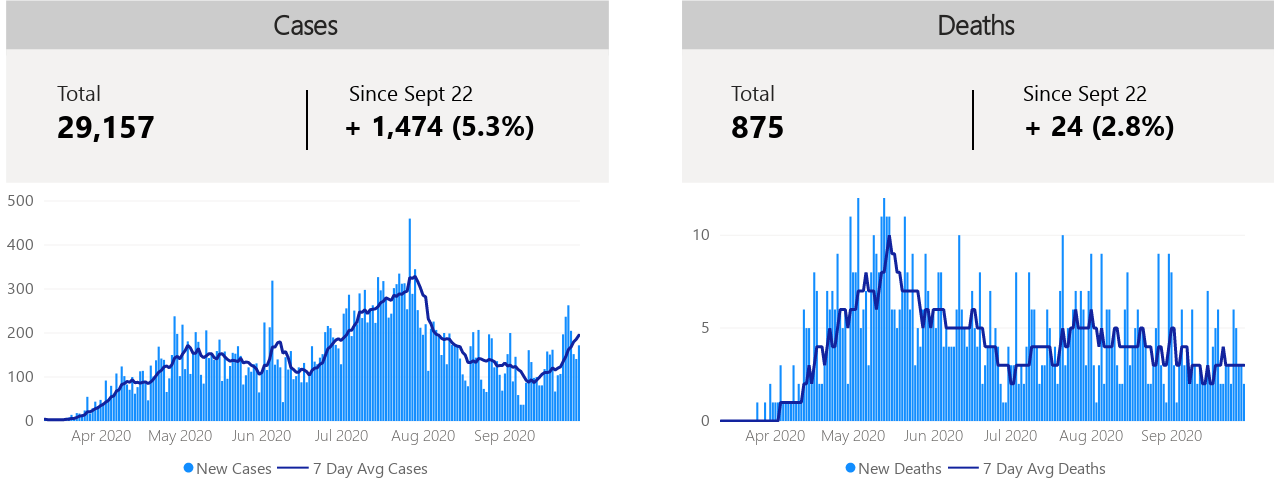 Cases
Total
29,157
Since Sept 22
+ 1,474 (5.3%)
500
400
300
200
100
0
Apr 2020 May 2020 Jun 2020 Jul 2020 Aug 2020 Sep 2020
New Cases 7 Day Avg Cases
Deaths
Total
875
Since Sept 22
+ 24 (2.8%)
10
5
0
Apr 2020 May 2020 Jun 2020 Jul 2020 Aug 2020 Sep 2020
New Deaths 7 Day Avg Deaths